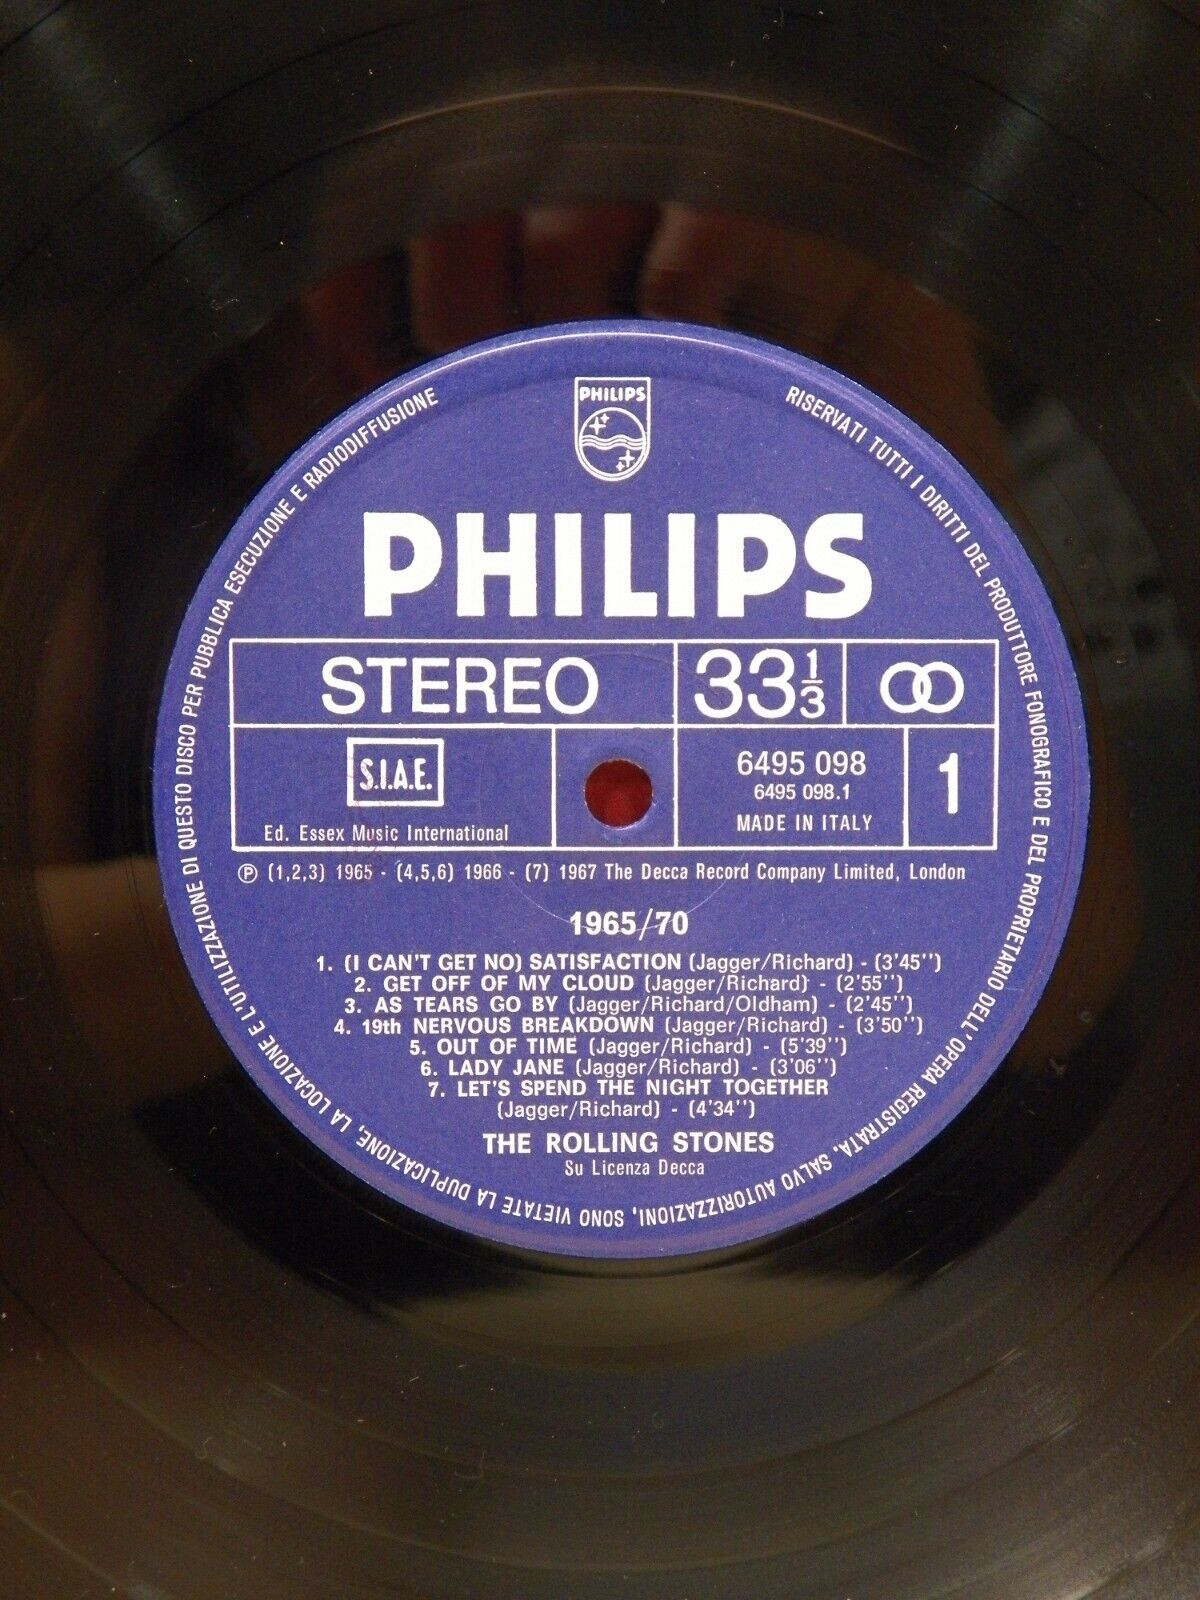 PHILIPS
PHILIPS
STEREO
33 1/3
S.I.A.E.
Ed. Essex Music International
6495 098
6495 098.1
MADE IN ITALY
1
Ⓟ (1,2,3) 1965 - (4,5,6) 1966 - (7) 1967 The Decca Record Company Limited, London
1965/70
1. (I CAN'T GET NO) SATISFACTION (Jagger/Richard) - (3'45'')
2. GET OFF OF MY CLOUD (Jagger/Richard) - (2'55'')
3. AS TEARS GO BY (Jagger/Richard/Oldham) - (2'45'')
4. 19th NERVOUS BREAKDOWN (Jagger/Richard) - (3'50'')
5. OUT OF TIME (Jagger/Richard) - (5'39'')
6. LADY JANE (Jagger/Richard) - (3'06'')
7. LET'S SPEND THE NIGHT TOGETHER
(Jagger/Richard) - (4'34'')
THE ROLLING STONES
Su Licenza Decca
RISERVATI TUTTI I DIRITTI DEL PRODUTTORE FONOGRAFICO E DEL PROPRIETARIO DELL'OPERA REGISTRATA. SALVO AUTORIZZAZIONI, SONO VIETATE LA DUPLICAZIONE, LA LOCAZIONE E L'UTILIZZAZIONE DI QUESTO DISCO PER PUBBLICA ESECUZIONE E RADIODIFFUSIONE